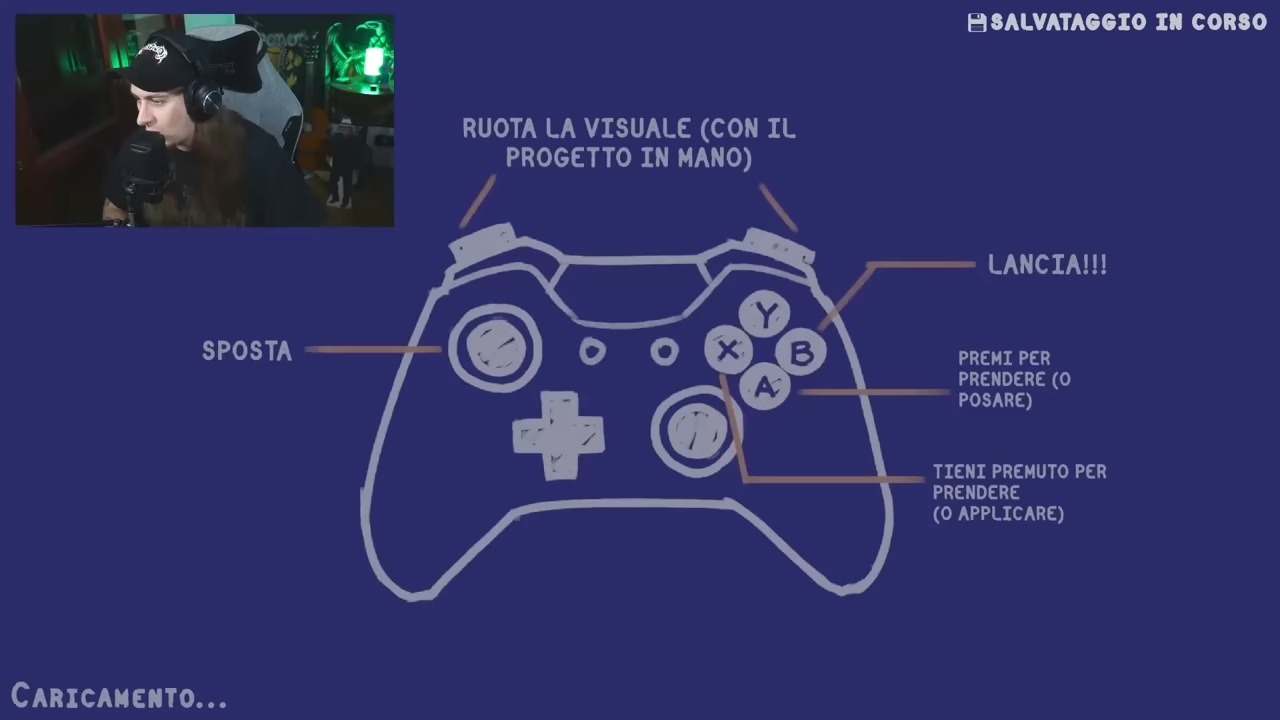 SALVATAGGIO IN CORSO
RUOTA LA VISUALE (CON IL
PROGETTO IN MANO)
LANCIA!!!
SPOSTA
Y
X
B
A
PREMI PER
PRENDERE (O
POSARE)
TIENI PREMUTO PER
PRENDERE
(O APPLICARE)
CARICAMENTO...